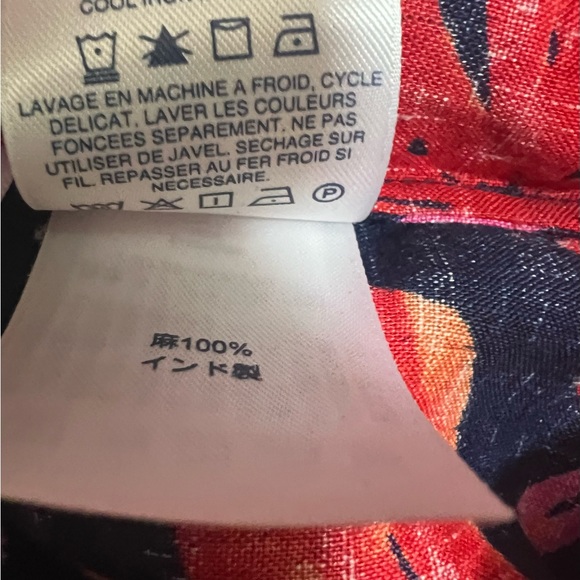 LAVAGE EN MACHINE A FROID, CYCLE
DELICAT. LAVER LES COULEURS
FONCEES SEPAREMENT. NE PAS
UTILISER DE JAVEL. SECHAGE SUR
FIL. REPASSER AU FER FROID SI
NECESSAIRE.
P
麻100%
インド製